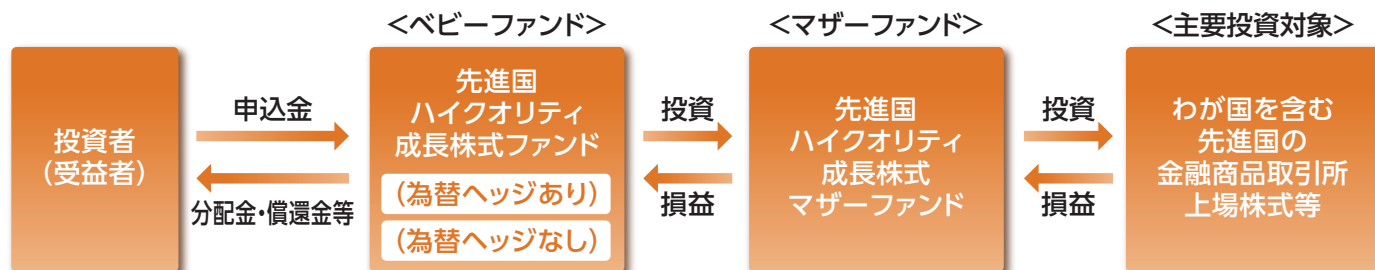 <ベビーファンド>
<マザーファンド>
<主要投資対象>
投資者
(受益者)
申込金
分配金・償還金等
先進国
ハイクオリティ
成長株式ファンド
(為替ヘッジあり)
(為替ヘッジなし)
投資
損益
先進国
ハイクオリティ
成長株式
マザーファンド
投資
損益
わが国を含む
先進国の
金融商品取引所
上場株式等